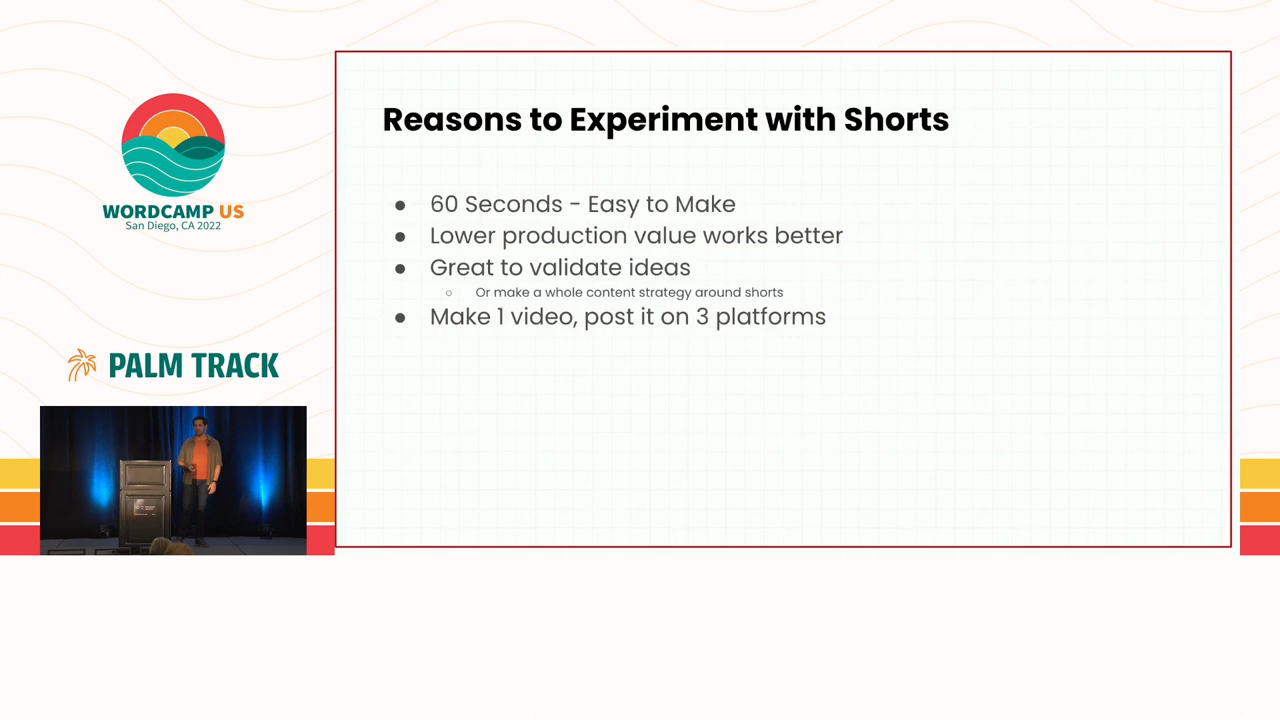 WORDCAMP US
San Diego, CA 2022
PALM TRACK
Reasons to Experiment with Shorts
● 60 Seconds - Easy to Make
● Lower production value works better
● Great to validate ideas
○ Or make a whole content strategy around shorts
● Make 1 video, post it on 3 platforms